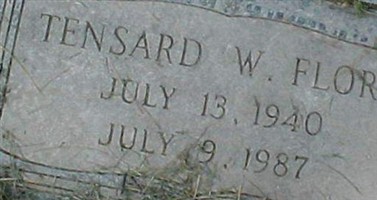 TENSARD W. FLOR
JULY 13, 1940
JULY 9, 1987